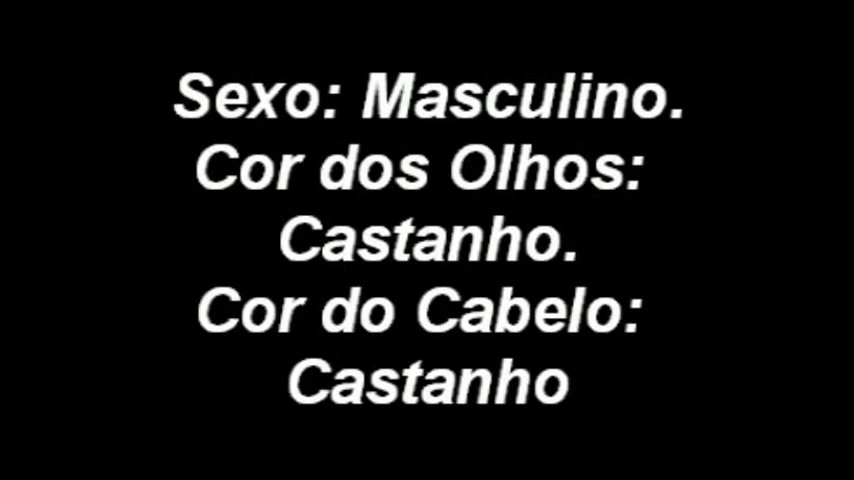 Sexo: Masculino.
Cor dos Olhos:
Castanho.
Cor do Cabelo:
Castanho